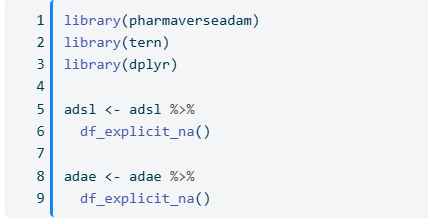 1 library(pharmaverseadam)
2 library(tern)
3 library(dplyr)
4
5 adsl <- adsl %>%
6   df_explicit_na()
7
8 adae <- adae %>%
9   df_explicit_na()